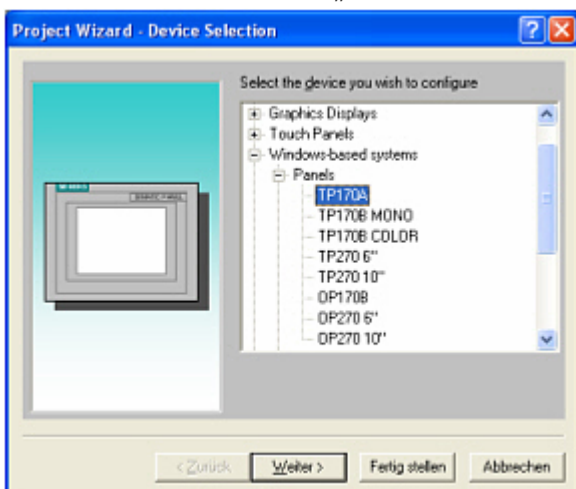 Project Wizard - Device Selection
Select the device you wish to configure
Graphics Displays
Touch Panels
Windows-based systems
Panels
TP170A
TP170B MONO
TP170B COLOR
TP270 6"
TP270 10"
OP170B
OP270 6"
OP270 10"
< Zurück
Weiter >
Fertig stellen
Abbrechen